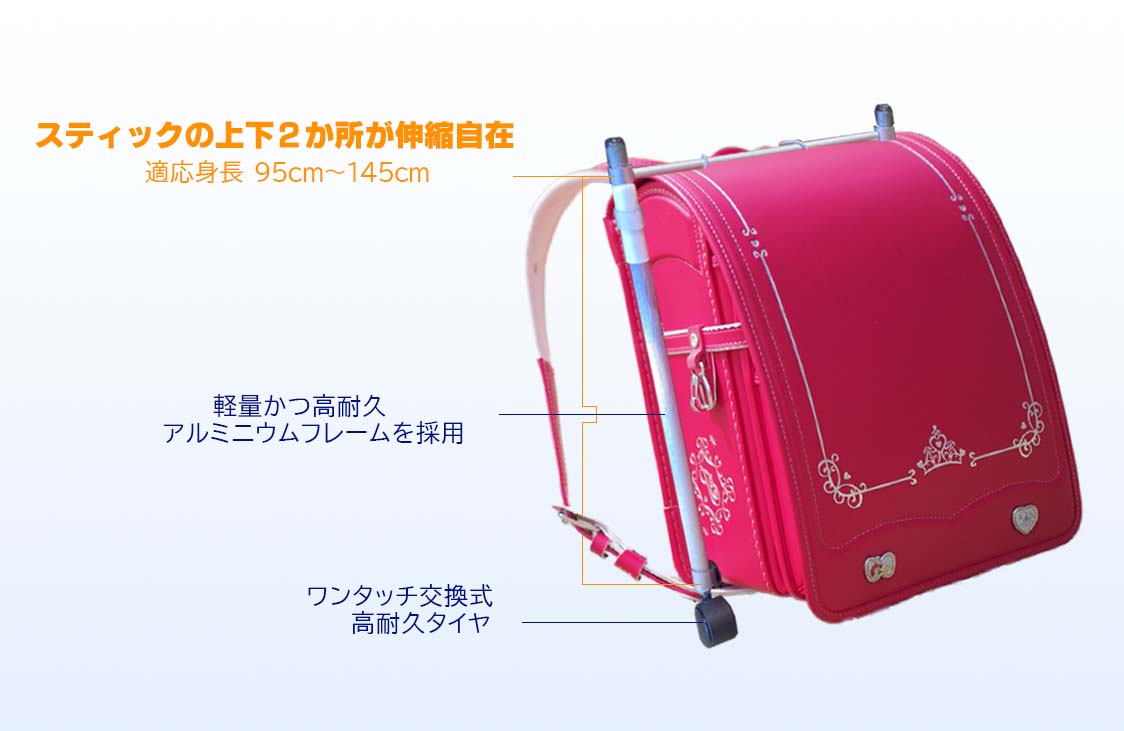 スティックの上下２か所が伸縮自在
適応身長 95cm～145cm
軽量かつ高耐久
アルミニウムフレームを採用
ワンタッチ交換式
高耐久タイヤ